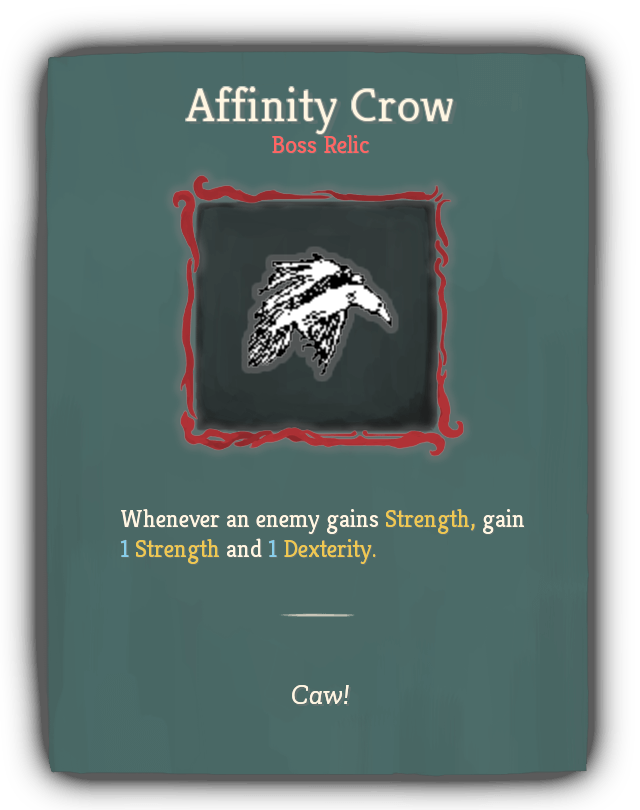 Affinity Crow
Boss Relic
Whenever an enemy gains Strength, gain
1 Strength and 1 Dexterity.
Caw!